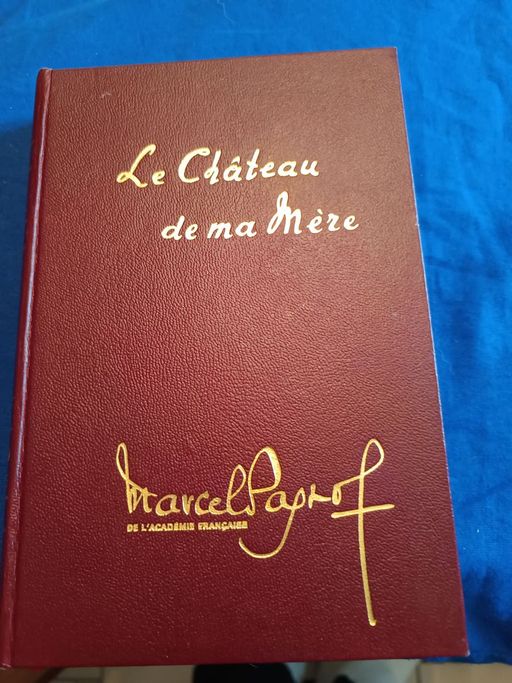 Le Château
de ma Mère
Marcel Pagnol
DE L'ACADÉMIE FRANÇAISE